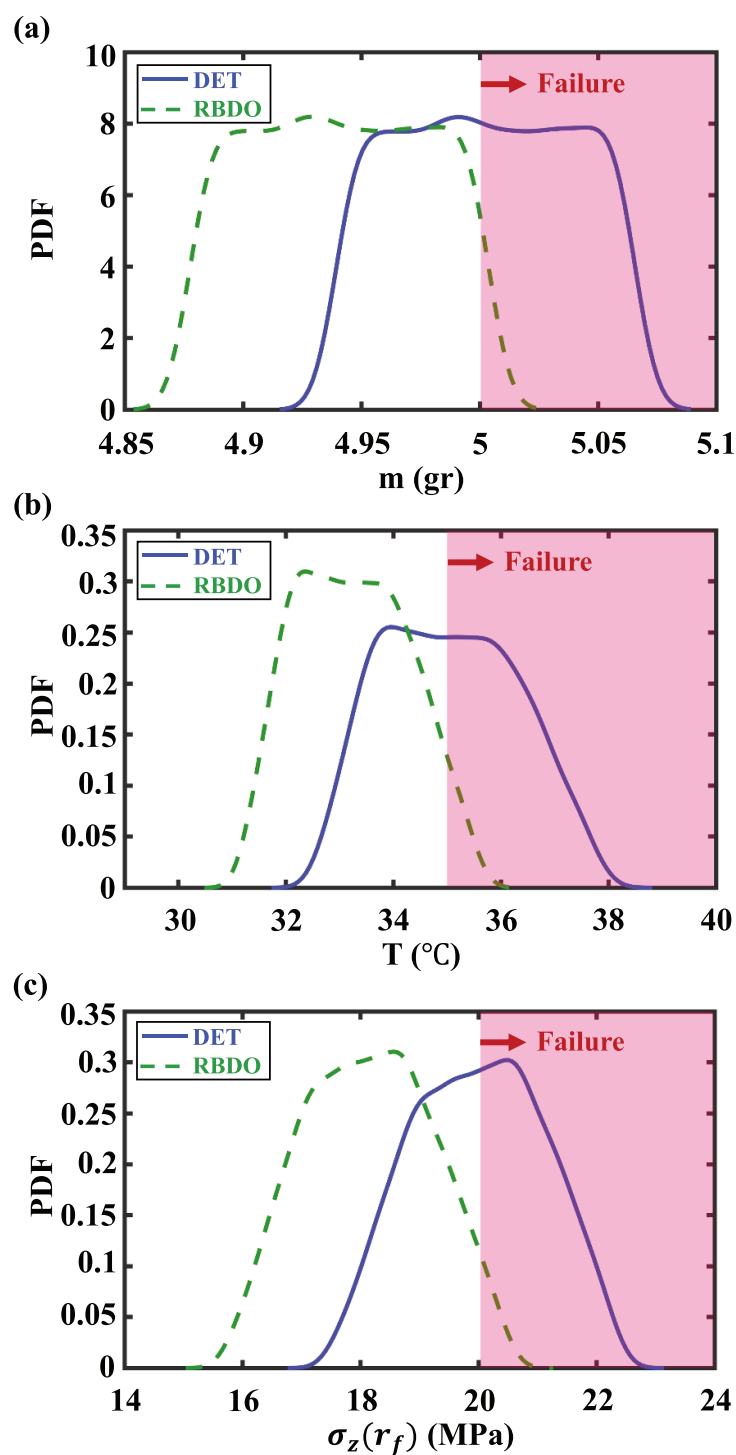 (a)
10
8
6
4
2
0
PDF
DET
RBDO
Failure
4.85 4.9 4.95 5 5.05 5.1
m (gr)
(b)
0.35
0.3
0.25
0.2
0.15
0.1
0.05
0
PDF
DET
RBDO
Failure
30 32 34 36 38 40
T (°C)
(c)
0.35
0.3
0.25
0.2
0.15
0.1
0.05
0
PDF
DET
RBDO
Failure
14 16 18 20 22 24
σz(rf) (MPa)